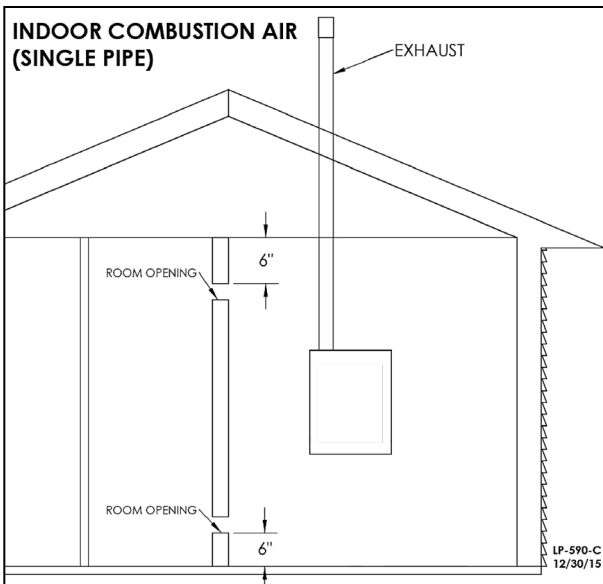 INDOOR COMBUSTION AIR
(SINGLE PIPE)
EXHAUST
6"
ROOM OPENING
ROOM OPENING
6"
LP-590-C
12/30/15